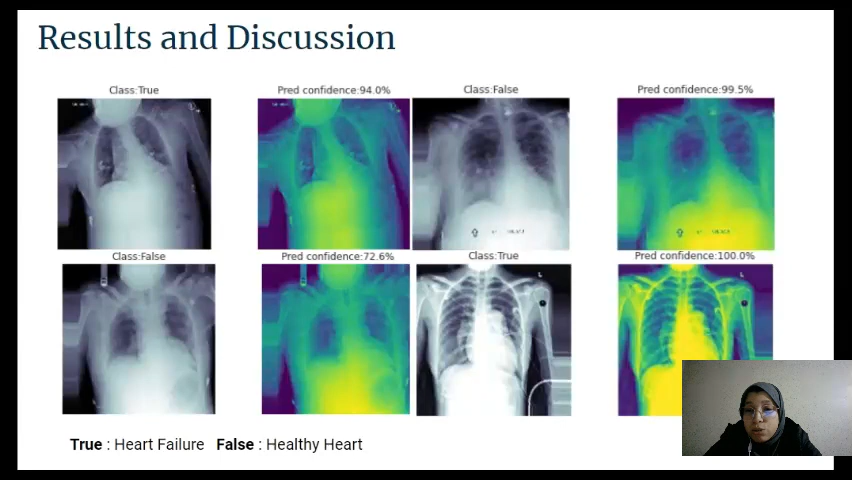 Results and Discussion
Class:True
Pred confidence:94.0%
Class:False
Pred confidence:99.5%
Class:False
Pred confidence:72.6%
Class:True
Pred confidence:100.0%
L
L
True : Heart Failure False : Healthy Heart